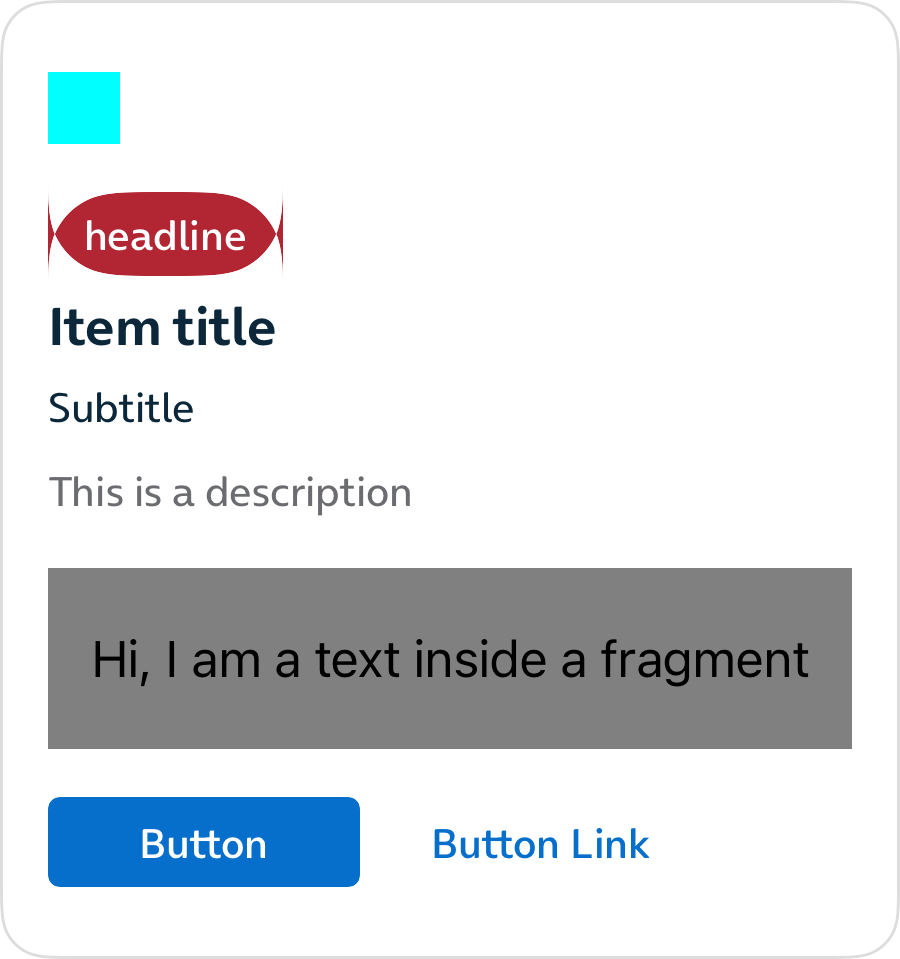 headline
Item title
Subtitle
This is a description
Hi, I am a text inside a fragment
Button
Button Link